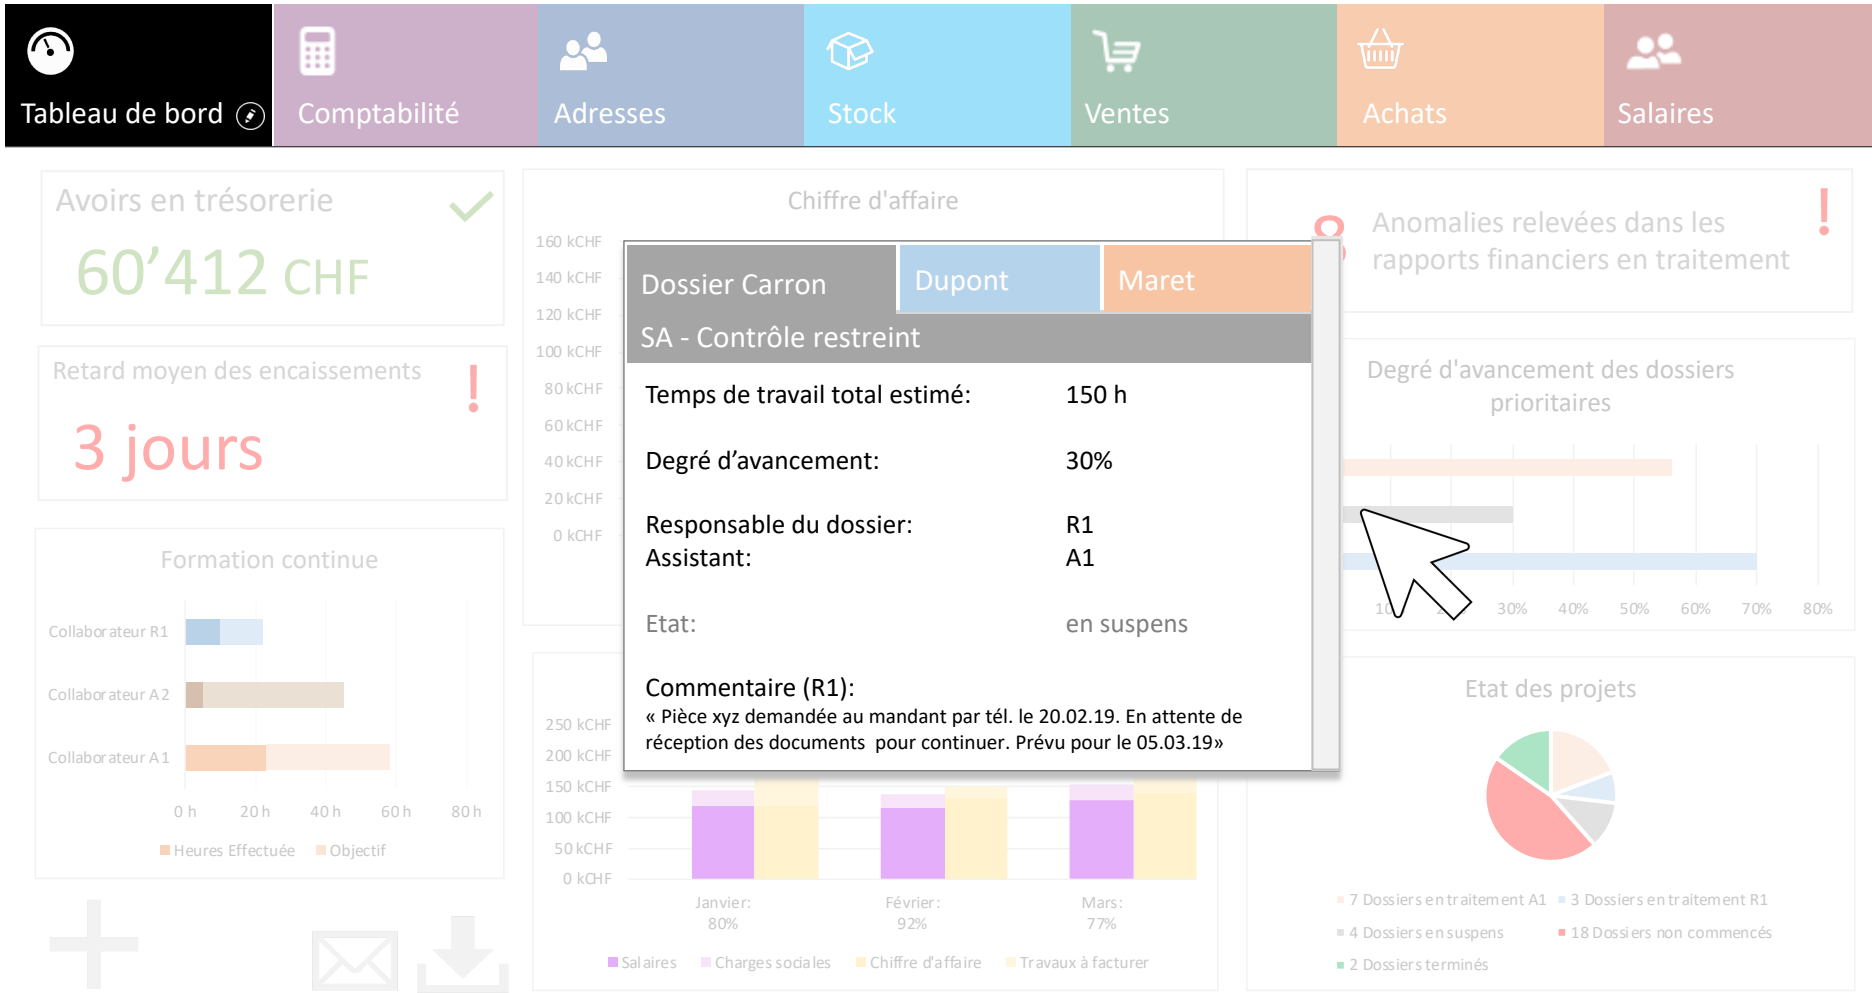 Tableau de bord
Comptabilité
Adresses
Stock
Ventes
Achats
Salaires
Avoirs en trésorerie
60’412 CHF
Retard moyen des encaissements
!
3 jours
Formation continue
Collaborateur R1
Collaborateur A2
Collaborateur A1
0 h 20 h 40 h 60 h 80 h
Heures Effectuée Objectif
Chiffre d'affaire
160 kCHF
140 kCHF
120 kCHF
100 kCHF
80 kCHF
60 kCHF
40 kCHF
20 kCHF
0 kCHF
Dossier Carron
Dupont
Maret
SA - Contrôle restreint
Temps de travail total estimé: 150 h
Degré d’avancement: 30%
Responsable du dossier: R1
Assistant: A1
Etat: en suspens
Commentaire (R1):
« Pièce xyz demandée au mandant par tél. le 20.02.19. En attente de
réception des documents pour continuer. Prévu pour le 05.03.19»
250 kCHF
200 kCHF
150 kCHF
100 kCHF
50 kCHF
0 kCHF
Janvier: Février: Mars:
80% 92% 77%
Salaires Charges sociales Chiffre d'affaire Travaux à facturer
Anomalies relevées dans les
rapports financiers en traitement
!
Degré d'avancement des dossiers
prioritaires
30% 40% 50% 60% 70% 80%
Etat des projets
7 Dossiers en traitement A1 3 Dossiers en traitement R1
4 Dossiers en suspens 18 Dossiers non commencés
2 Dossiers terminés